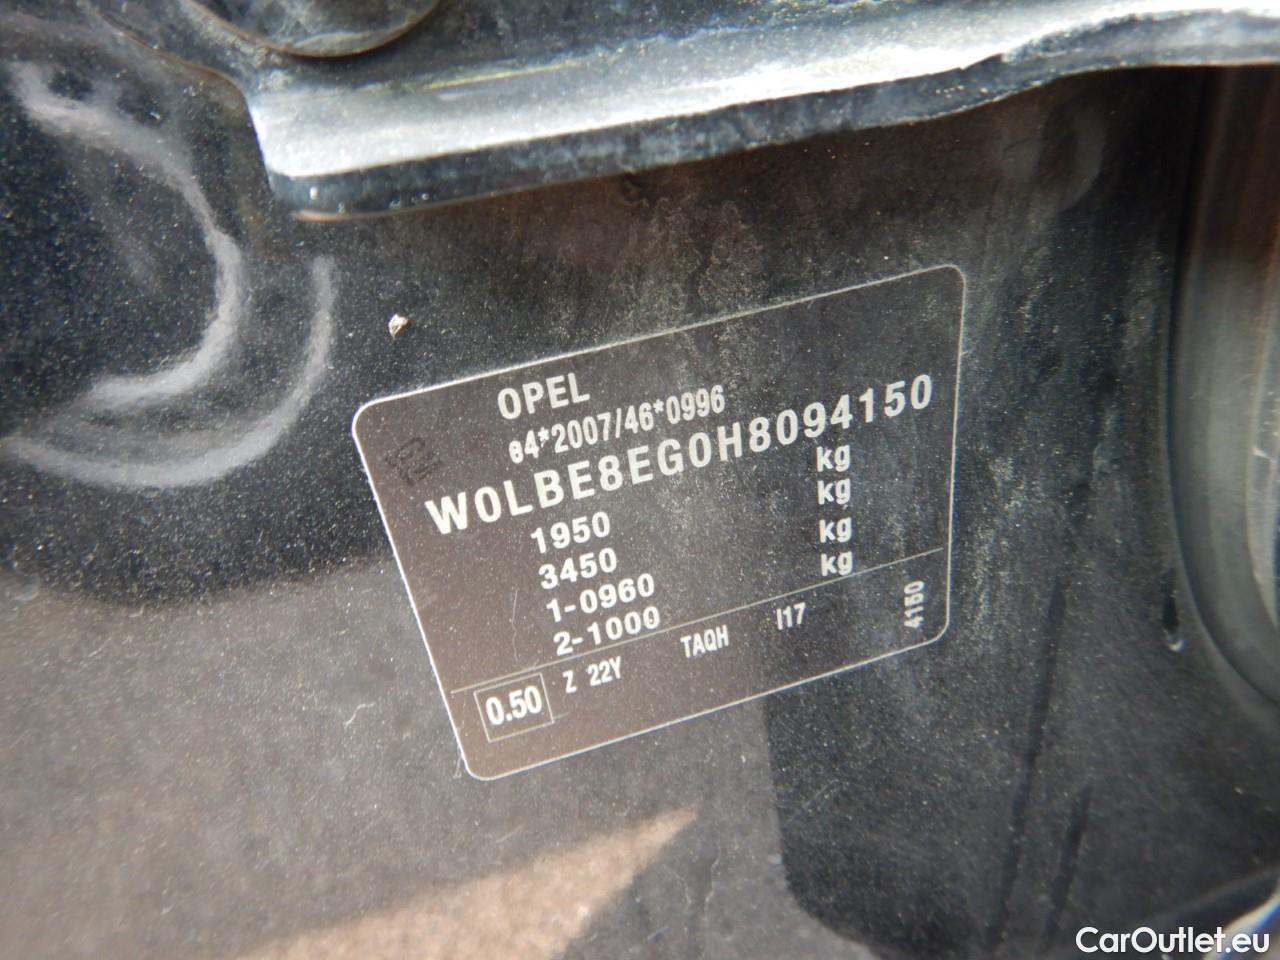 OPEL
e4*2007/46*0996
W0LBE8EG0H8094150
1950 kg
3450 kg
1-0960 kg
2-1000 kg
0.50 Z 22Y TAQH I17 4150
CarOutlet.eu